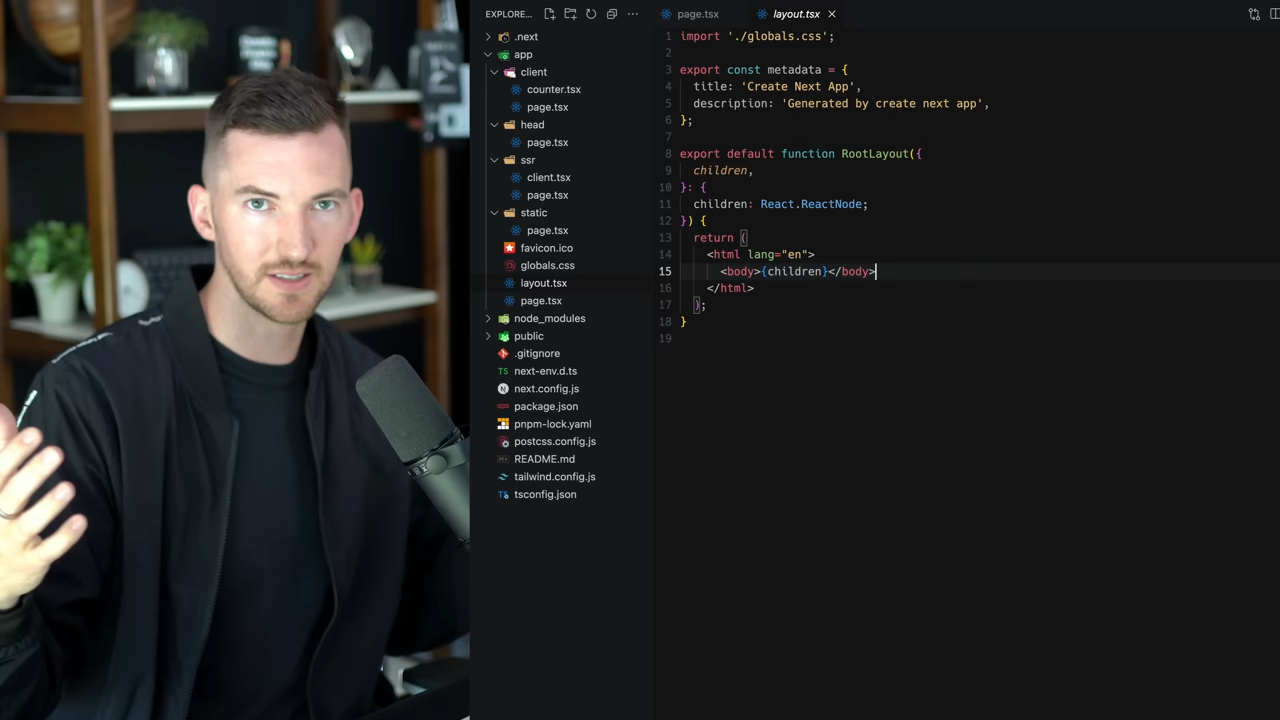 EXPLORE...
.next
app
client
counter.tsx
page.tsx
head
page.tsx
ssr
client.tsx
page.tsx
static
page.tsx
favicon.ico
globals.css
layout.tsx
page.tsx
node_modules
public
.gitignore
next-env.d.ts
next.config.js
package.json
pnpm-lock.yaml
postcss.config.js
README.md
tailwind.config.js
tsconfig.json
page.tsx layout.tsx
1 import './globals.css';
2
3 export const metadata = {
4 title: 'Create Next App',
5 description: 'Generated by create next app',
6 };
7
8 export default function RootLayout({
9 children,
10 }: {
11 children: React.ReactNode;
12 }) {
13 return (
14 <html lang="en">
15 <body>{children}</body>
16 </html>
17 );
18 }
19